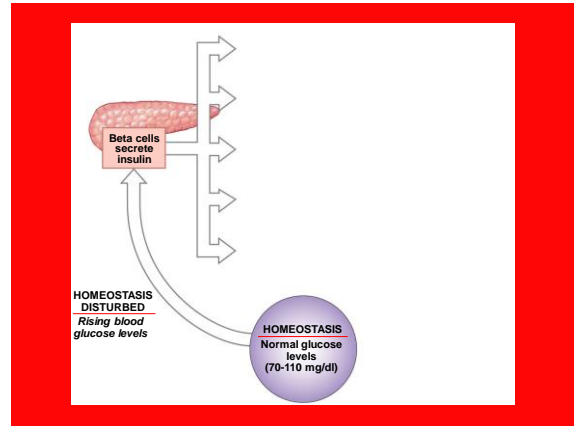 Beta cells
secrete
insulin
HOMEOSTASIS
DISTURBED
Rising blood
glucose levels
HOMEOSTASIS
Normal glucose
levels
(70-110 mg/dl)